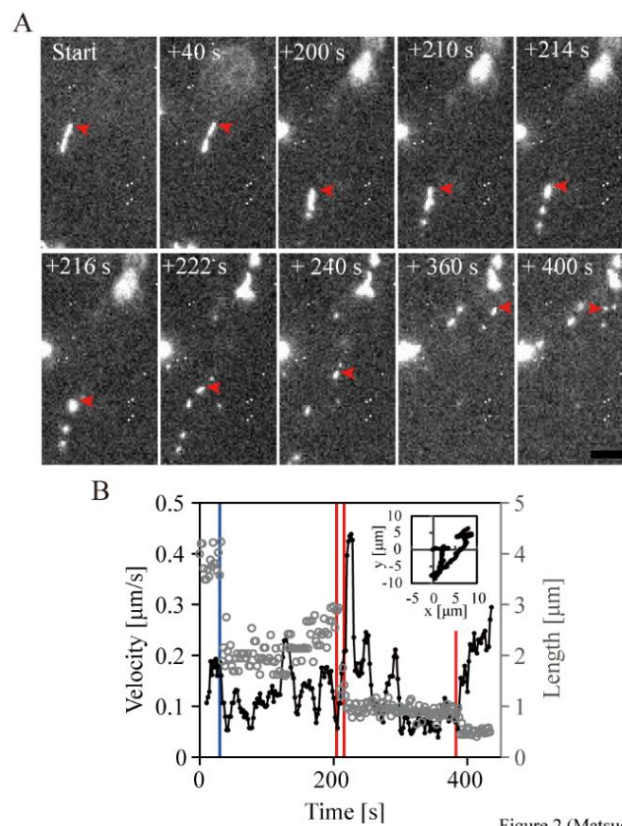 A
Start
+40 s
+200 s
+210 s
+214 s
+216 s
+222 s
+ 240 s
+ 360 s
+ 400 s
B
0.5
0.4
0.3
0.2
0.1
0
Velocity [μm/s]
5
4
3
2
1
0
Length [μm]
10
5
0
-5
-10
y [μm]
-5 0 5 10
x [μm]
0 200 400
Time [s]
Figure 2 (Matsu